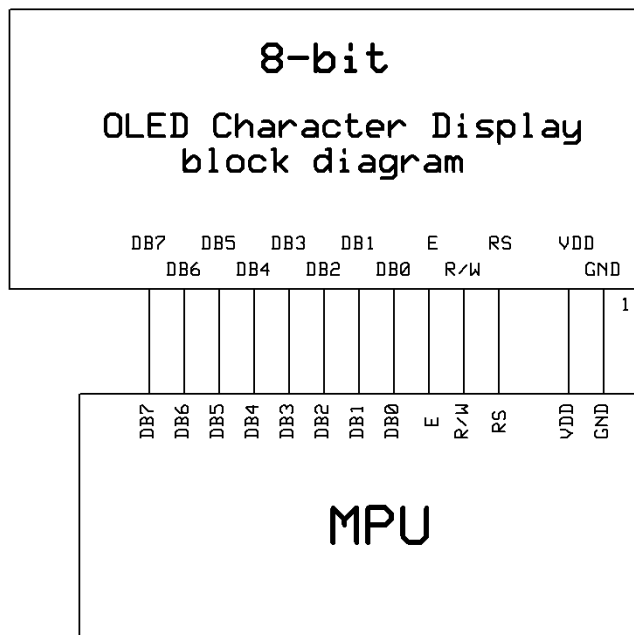 8-bit
OLED Character Display
block diagram
DB7 DB5 DB3 DB1 E RS VDD
DB6 DB4 DB2 DB0 R/W GND
1
DB7 DB6 DB5 DB4 DB3 DB2 DB1 DB0 E R/W RS VDD GND
MPU